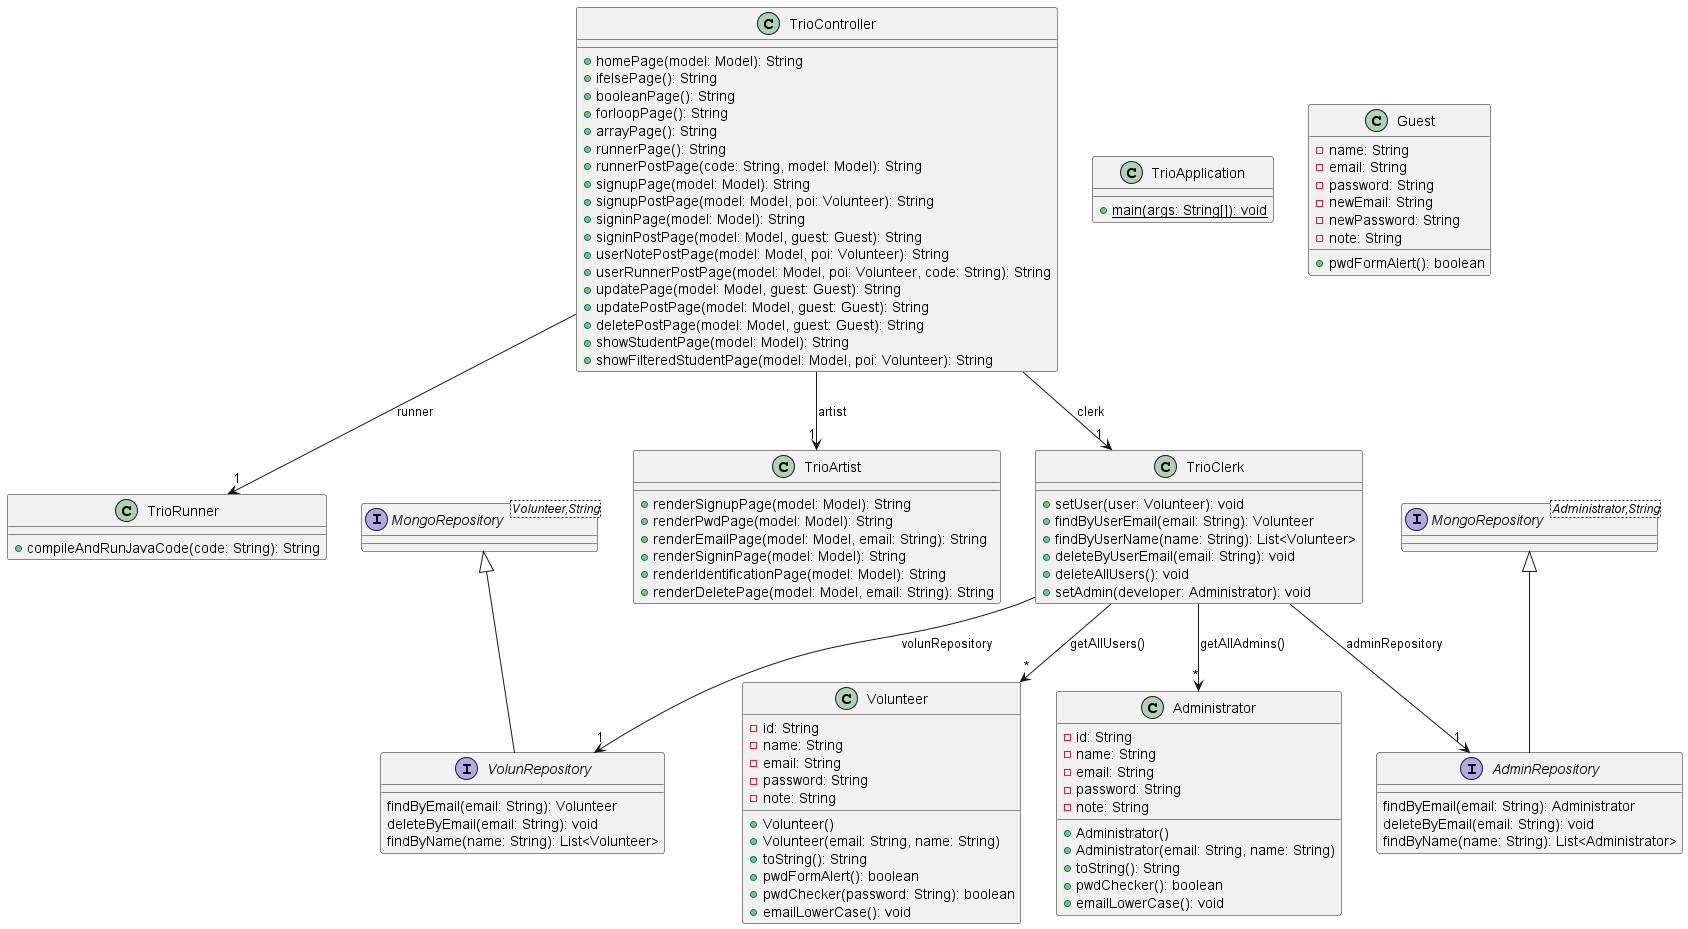 C TrioController
homePage(model: Model): String
ifelsePage(): String
booleanPage(): String
forloopPage(): String
arrayPage(): String
runnerPage(): String
runnerPostPage(code: String, model: Model): String
signupPage(model: Model): String
signupPostPage(model: Model, poi: Volunteer): String
signinPage(model: Model): String
signinPostPage(model: Model, guest: Guest): String
userNotePostPage(model: Model, poi: Volunteer): String
userRunnerPostPage(model: Model, poi: Volunteer, code: String): String
updatePage(model: Model, guest: Guest): String
updatePostPage(model: Model, guest: Guest): String
deletePostPage(model: Model, guest: Guest): String
showStudentPage(model: Model): String
showFilteredStudentPage(model: Model, poi: Volunteer): String
C TrioApplication
main(args: String[]): void
C Guest
name: String
email: String
password: String
newEmail: String
newPassword: String
note: String
pwdFormAlert(): boolean
runner
1
artist
1
clerk
1
C TrioRunner
compileAndRunJavaCode(code: String): String
I MongoRepository
Volunteer,String
C TrioArtist
renderSignupPage(model: Model): String
renderPwdPage(model: Model): String
renderEmailPage(model: Model, email: String): String
renderSigninPage(model: Model): String
renderIdentificationPage(model: Model): String
renderDeletePage(model: Model, email: String): String
C TrioClerk
setUser(user: Volunteer): void
findByUserEmail(email: String): Volunteer
findByUserName(name: String): List<Volunteer>
deleteByUserEmail(email: String): void
deleteAllUsers(): void
setAdmin(developer: Administrator): void
I MongoRepository
Administrator,String
volunRepository
1
getAllUsers()
*
getAllAdmins()
*
adminRepository
1
I VolunRepository
findByEmail(email: String): Volunteer
deleteByEmail(email: String): void
findByName(name: String): List<Volunteer>
C Volunteer
id: String
name: String
email: String
password: String
note: String
Volunteer()
Volunteer(email: String, name: String)
toString(): String
pwdFormAlert(): boolean
pwdChecker(password: String): boolean
emailLowerCase(): void
C Administrator
id: String
name: String
email: String
password: String
note: String
Administrator()
Administrator(email: String, name: String)
toString(): String
pwdChecker(): boolean
emailLowerCase(): void
I AdminRepository
findByEmail(email: String): Administrator
deleteByEmail(email: String): void
findByName(name: String): List<Administrator>